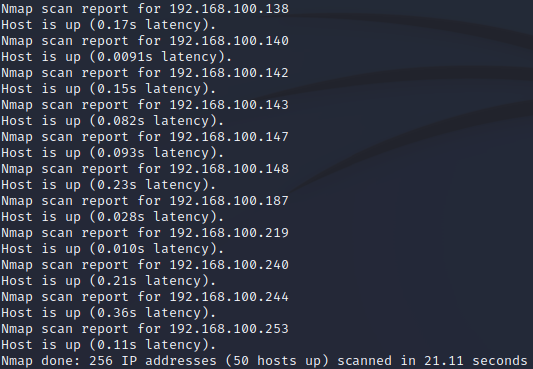 Nmap scan report for 192.168.100.138
Host is up (0.17s latency).
Nmap scan report for 192.168.100.140
Host is up (0.0091s latency).
Nmap scan report for 192.168.100.142
Host is up (0.15s latency).
Nmap scan report for 192.168.100.143
Host is up (0.082s latency).
Nmap scan report for 192.168.100.147
Host is up (0.093s latency).
Nmap scan report for 192.168.100.148
Host is up (0.23s latency).
Nmap scan report for 192.168.100.187
Host is up (0.028s latency).
Nmap scan report for 192.168.100.219
Host is up (0.010s latency).
Nmap scan report for 192.168.100.240
Host is up (0.21s latency).
Nmap scan report for 192.168.100.244
Host is up (0.36s latency).
Nmap scan report for 192.168.100.253
Host is up (0.11s latency).
Nmap done: 256 IP addresses (50 hosts up) scanned in 21.11 seconds